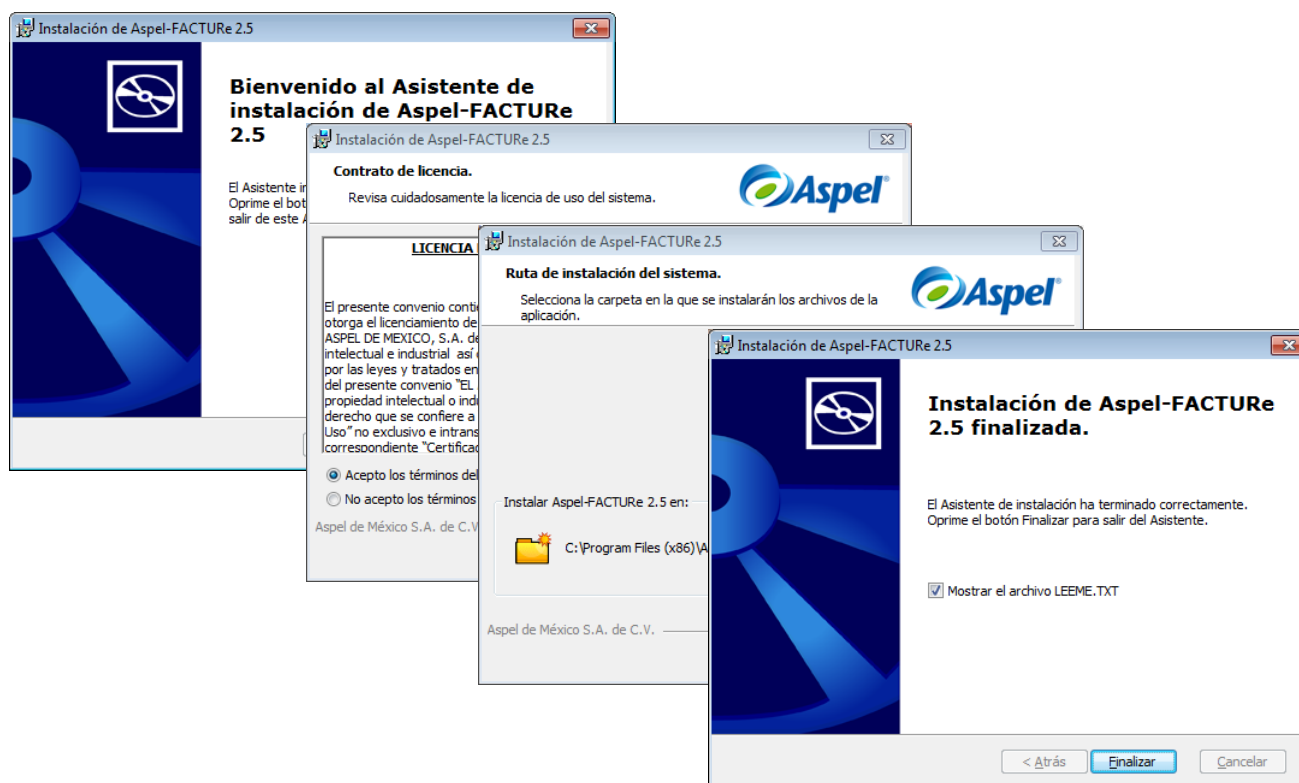 Instalación de Aspel-FACTURe 2.5
Bienvenido al Asistente de
instalación de Aspel-FACTURe
2.5
El Asistente
Oprime el
salir de este
Instalación de Aspel-FACTURe 2.5
Contrato de licencia.
Revisa cuidadosamente la licencia de uso del sistema.
Aspel®
LICENCIA
El presente convenio
otorga el licenciamiento de
ASPEL DE MEXICO, S.A. de
intelectual e industrial así
por las leyes y tratados en
del presente convenio "EL
propiedad intelectual o
derecho que se confiere a
Uso" no exclusivo e
correspondiente
Acepto los términos del
No acepto los términos
Aspel de México S.A. de C.V
Instalación de Aspel-FACTURe 2.5
Ruta de instalación del sistema.
Selecciona la carpeta en la que se instalarán los archivos de la
aplicación.
Aspel®
Instalar Aspel-FACTURe 2.5 en:
C:\Program Files (x86)\A
Aspel de México S.A. de C.V.
Instalación de Aspel-FACTURe 2.5
Instalación de Aspel-FACTURe
2.5 finalizada.
El Asistente de instalación ha terminado correctamente.
Oprime el botón Finalizar para salir del Asistente.
Mostrar el archivo LEEME.TXT
< Atrás
Finalizar
Cancelar